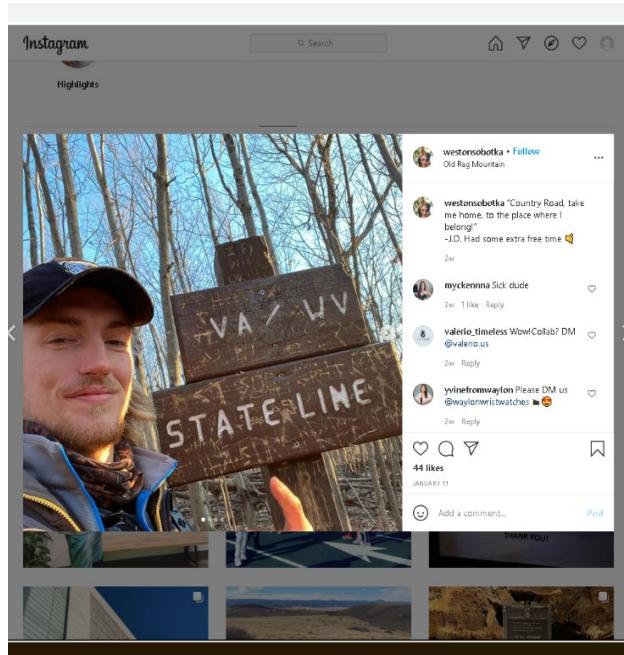 Instagram
Search
Highlights
westonsobotka • Follow
Old Rag Mountain
...
westonsobotka "Country Road, take
me home, to the place where I
belong!"
-J.D. Had some extra free time
2w
myckennna Sick dude
2w 1 like Reply
valerio_timeless Wow!Collab? DM
@valerio.us
2w Reply
yvinefromwaylon Please DM us
@waylonwristwatches
2w Reply
44 likes
JANUARY 11
Add a comment...
Post
VA / WV
STATE LINE
THANK YOU!